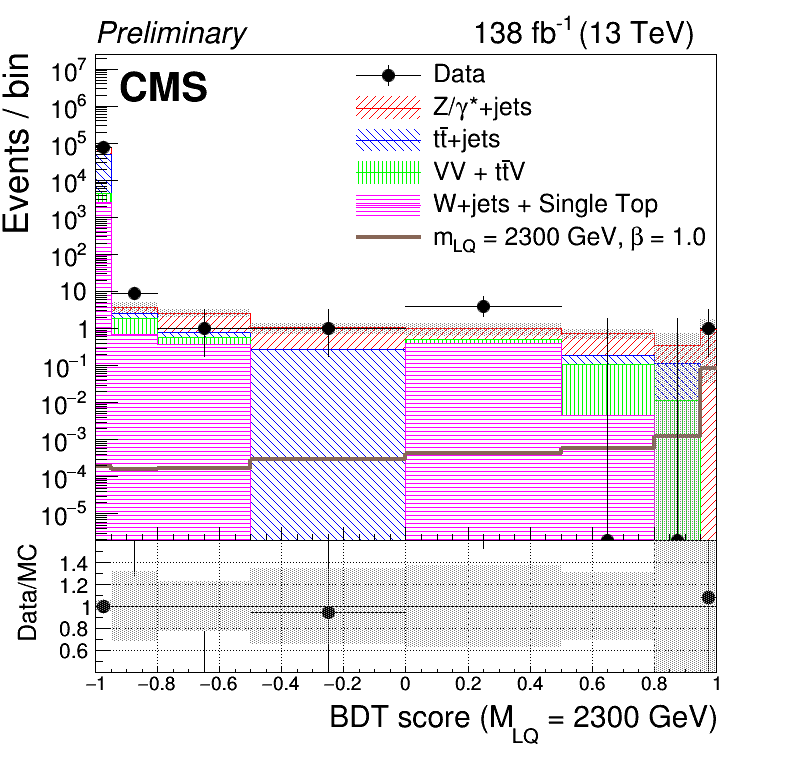 Preliminary 138 fb⁻¹ (13 TeV)
Events / bin
CMS
Data
Z/γ*+jets
tt̄+jets
VV + tt̄V
W+jets + Single Top
m_LQ = 2300 GeV, β = 1.0
10⁷
10⁶
10⁵
10⁴
10³
10²
10
1
10⁻¹
10⁻²
10⁻³
10⁻⁴
10⁻⁵
Data/MC
1.4
1.2
1
0.8
0.6
−1 −0.8 −0.6 −0.4 −0.2 0 0.2 0.4 0.6 0.8 1
BDT score (M_LQ = 2300 GeV)